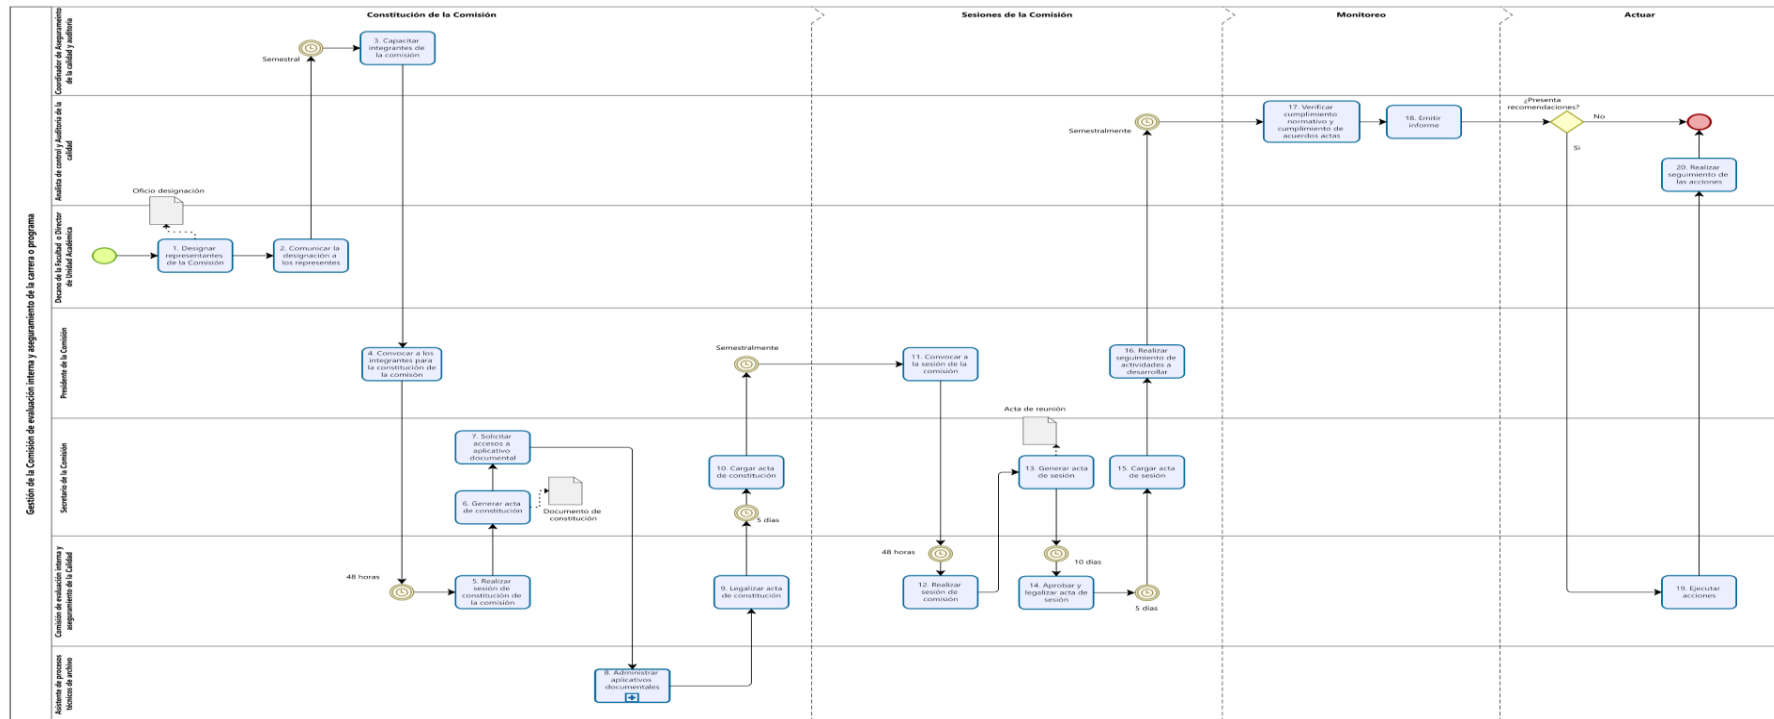 Gestión de la Comisión de evaluación interna y aseguramiento de la carrera o programa
Constitución de la Comisión
Sesiones de la Comisión
Monitoreo
Actuar
Coordinador de Aseguramiento
de la calidad y auditoría
Semestral
3. Capacitar
integrantes de
la comisión
Analista de control y Auditoría de la
calidad
Semestralmente
17. Verificar
cumplimiento
normativo y
cumplimiento de
acuerdos actas
18. Emitir
informe
¿Presenta
recomendaciones?
No
Si
20. Realizar
seguimiento de
las acciones
Decano de la Facultad o Director
de Unidad Académica
Oficio designación
1. Designar
representantes
de la Comisión
2. Comunicar la
designación a
los representes
Presidente de la Comisión
4. Convocar a los
integrantes para
la constitución de
la comisón
Semestralmente
11. Convocar a
la sesión de la
comisión
16. Realizar
seguimiento de
actividades a
desarrollar
Secretario de la Comisión
7. Solicitar
accesos a
aplicativo
documental
6. Generar acta
de constitución
Documento de
constitución
10. Cargar acta
de constitución
5 días
Acta de reunión
13. Generar acta
de sesión
15. Cargar acta
de sesión
Comisión de evaluación interna y
aseguramiento de la Calidad
48 horas
5. Realizar
sesión de
constitución de
la comisión
9. Legalizar acta
de constitución
48 horas
12. Realizar
sesión de
comisión
10 días
14. Aprobar y
legalizar acta de
sesión
5 días
19. Ejecutar
acciones
Asistente de procesos
técnicos de archivo
8. Administrar
aplicativos
documentales